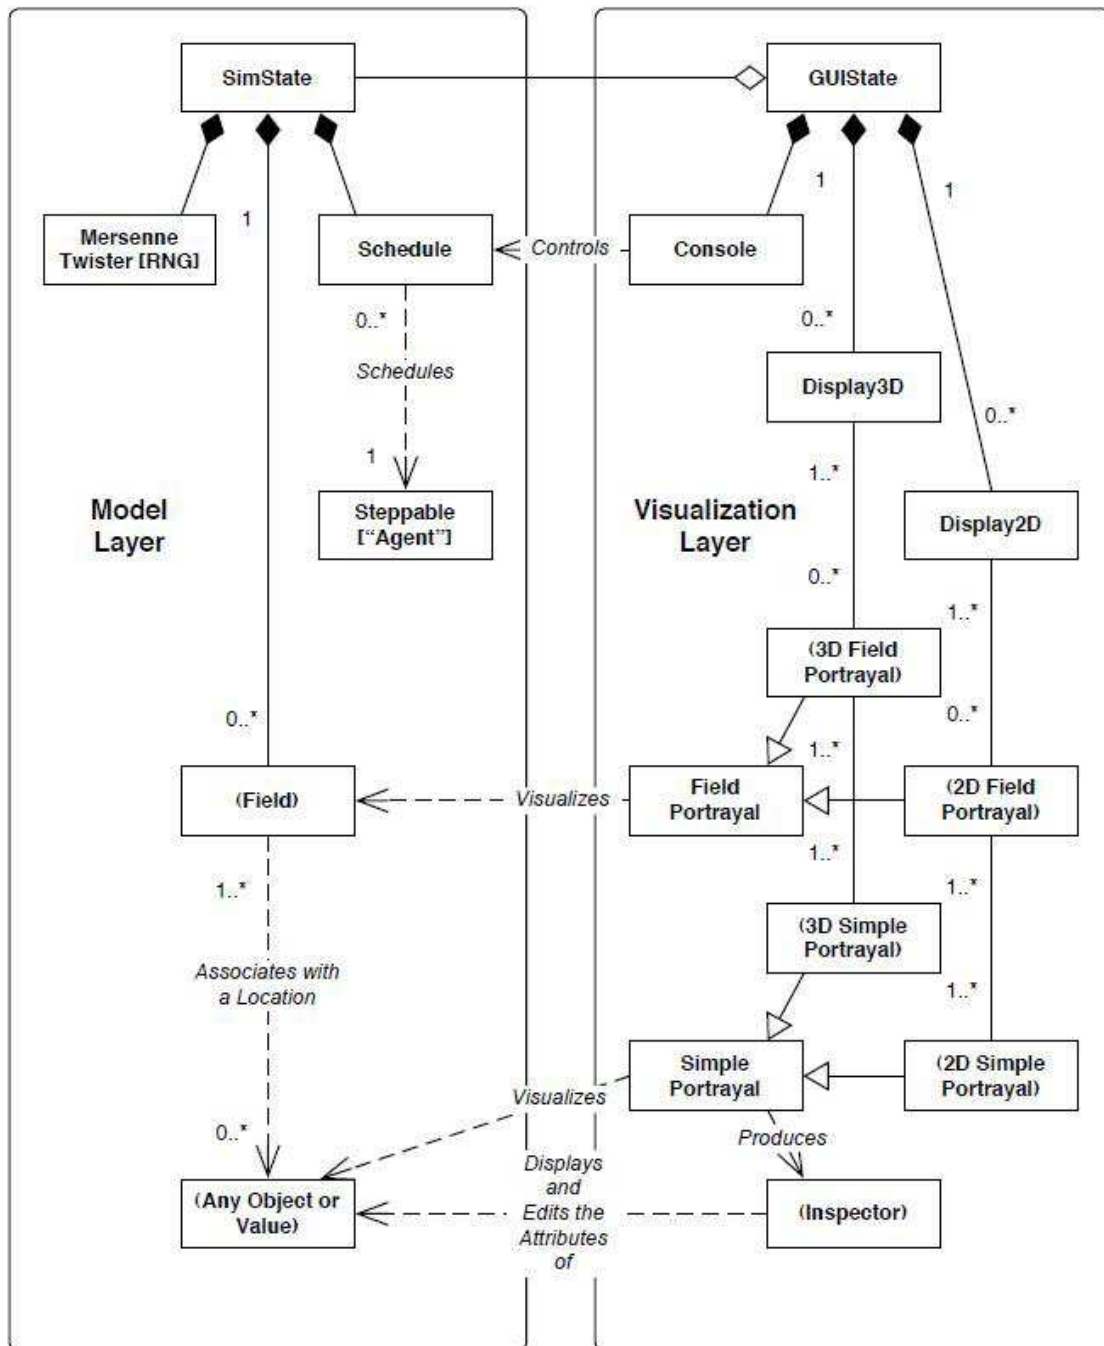 SimState
GUIState
1
1
1
Mersenne
Twister [RNG]
Schedule
Controls
Console
0..*
0..*
Schedules
Display3D
0..*
1
1..*
Model
Layer
Steppable
[“Agent”]
Visualization
Layer
Display2D
0..*
1..*
(3D Field
Portrayal)
0..*
0..*
1..*
(Field)
Visualizes
Field
Portrayal
(2D Field
Portrayal)
1..*
1..*
1..*
(3D Simple
Portrayal)
Associates with
a Location
1..*
Simple
Portrayal
(2D Simple
Portrayal)
Visualizes
0..*
Produces
Displays
and
Edits the
Attributes
of
(Any Object or
Value)
(Inspector)